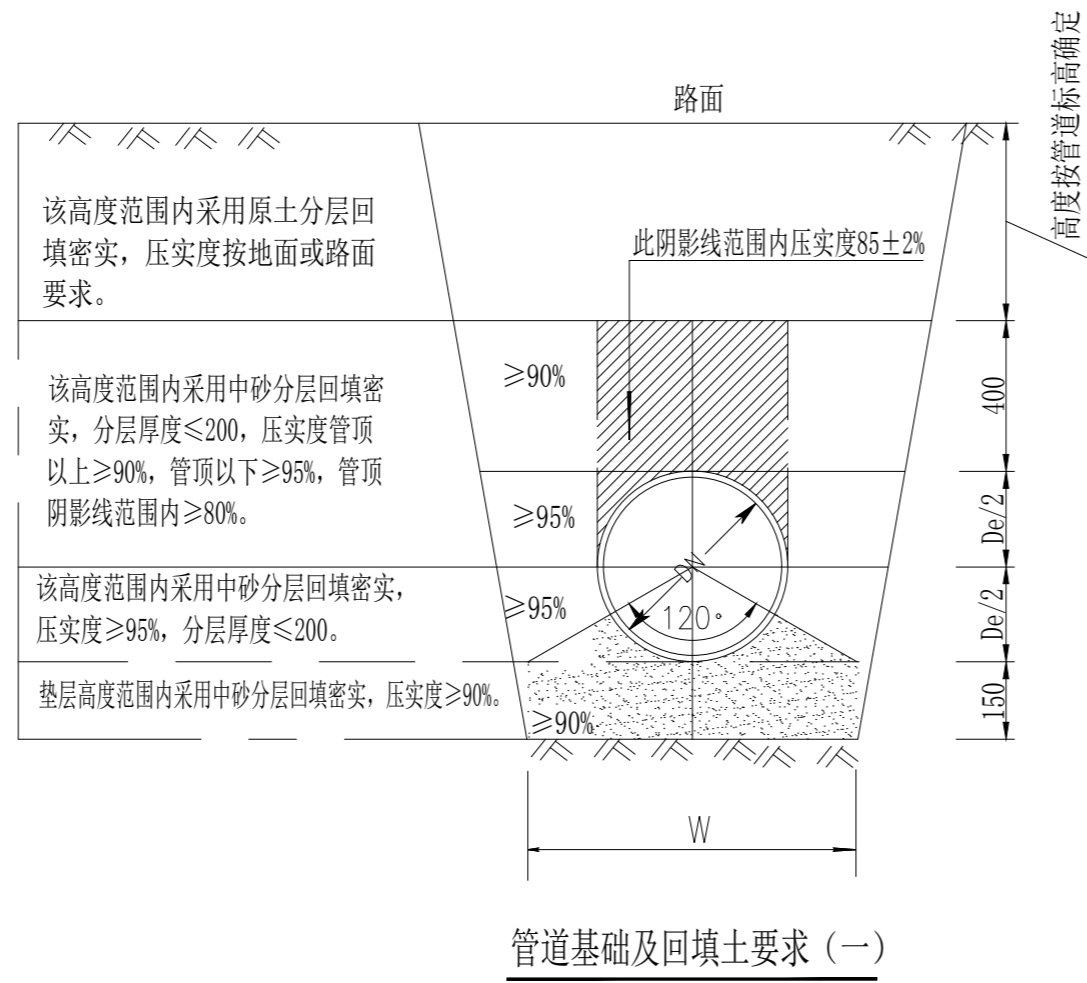 高度按管道标高确定
路面
该高度范围内采用原土分层回
填密实，压实度按地面或路面
要求。
此阴影线范围内压实度85±2%
该高度范围内采用中砂分层回填密
实，分层厚度≤200，压实度管顶
以上≥90%，管顶以下≥95%，管顶
阴影线范围内≥80%。
≥90%
400
≥95%
De/2
DN
该高度范围内采用中砂分层回填密实，
压实度≥95%，分层厚度≤200。
≥95%
120°
De/2
垫层高度范围内采用中砂分层回填密实，压实度≥90%。
≥90%
150
W
管道基础及回填土要求（一）